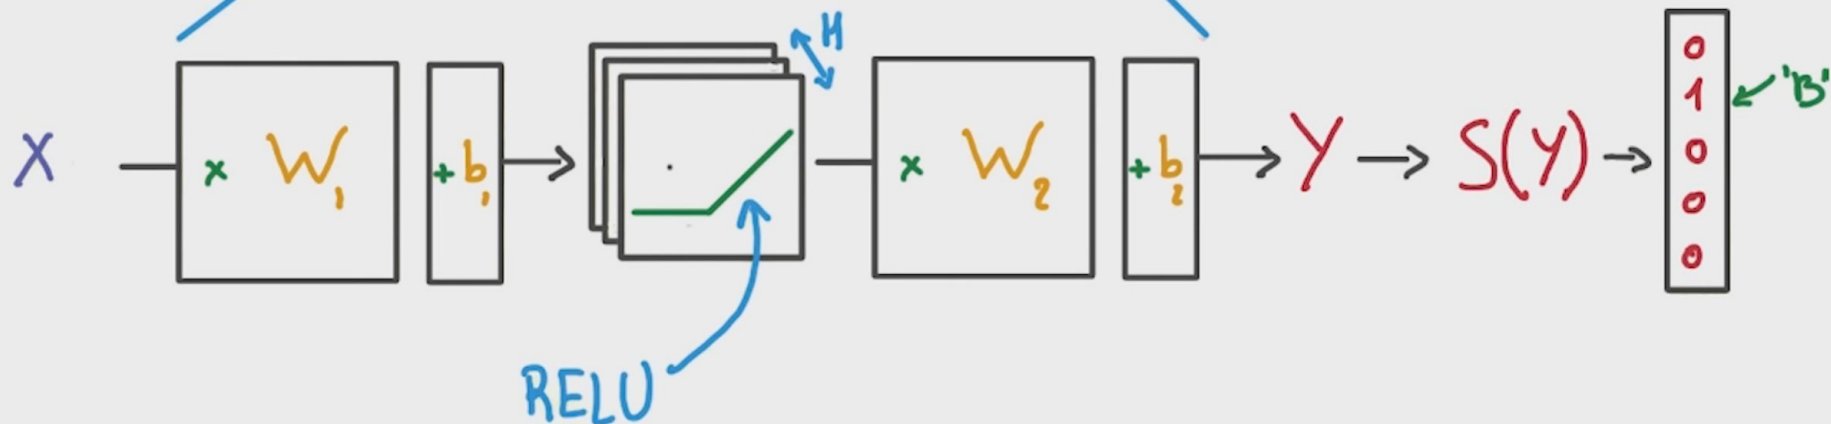 H
X × W₁ + b₁ × W₂ + b₂ → Y → S(Y) →
0
1
0
0
0
'B'
RELU